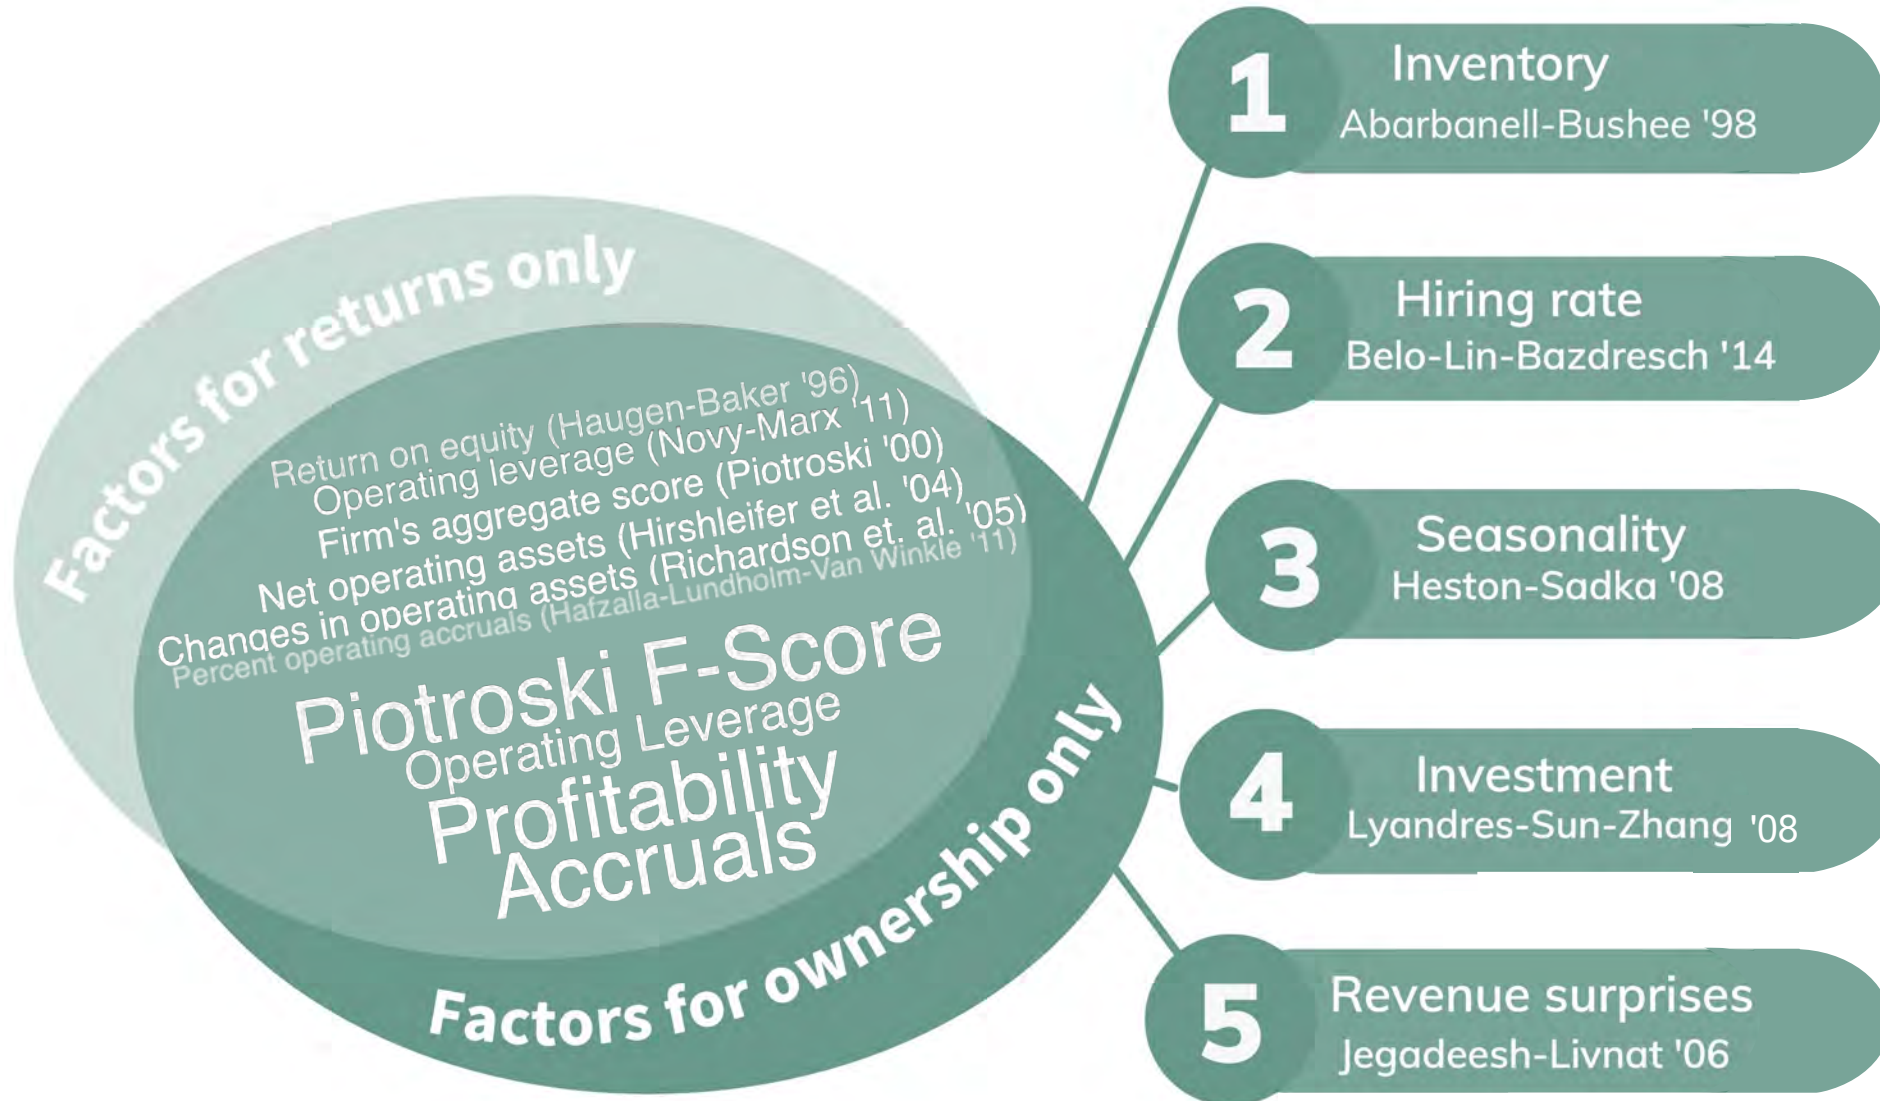 Factors for returns only
Return on equity (Haugen-Baker '96)
Operating leverage (Novy-Marx '11)
Firm's aggregate score (Piotroski '00)
Net operating assets (Hirshleifer et al. '04)
Changes in operating assets (Richardson et. al. '05)
Percent operating accruals (Hafzalla-Lundholm-Van Winkle '11)
Piotroski F-Score
Operating Leverage
Profitability
Accruals
Factors for ownership only
1
Inventory
Abarbanell-Bushee '98
2
Hiring rate
Belo-Lin-Bazdresch '14
3
Seasonality
Heston-Sadka '08
4
Investment
Lyandres-Sun-Zhang '08
5
Revenue surprises
Jegadeesh-Livnat '06